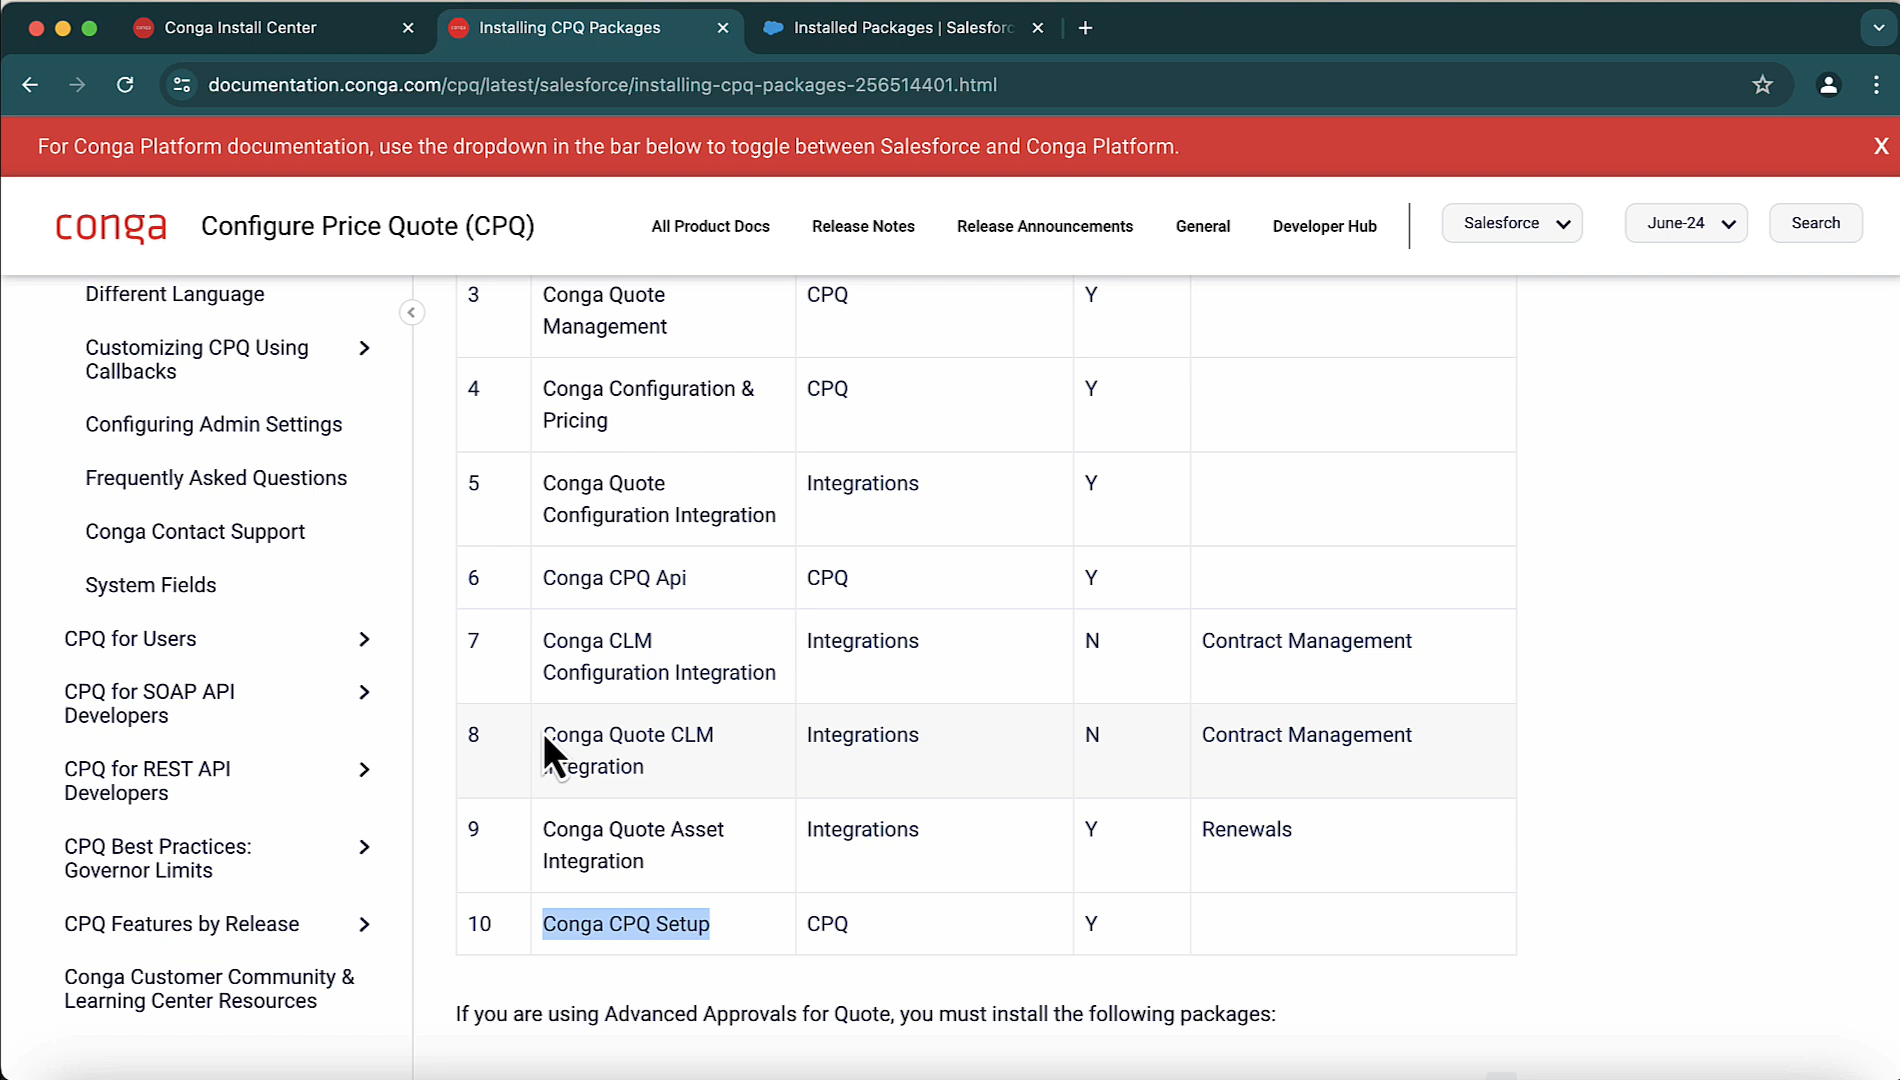 Conga Install Center
Installing CPQ Packages
Installed Packages | Salesforc
documentation.conga.com/cpq/latest/salesforce/installing-cpq-packages-256514401.html
For Conga Platform documentation, use the dropdown in the bar below to toggle between Salesforce and Conga Platform.
X
conga
Configure Price Quote (CPQ)
All Product Docs
Release Notes
Release Announcements
General
Developer Hub
Salesforce
June-24
Search
Different Language
Customizing CPQ Using
Callbacks
Configuring Admin Settings
Frequently Asked Questions
Conga Contact Support
System Fields
CPQ for Users
CPQ for SOAP API
Developers
CPQ for REST API
Developers
CPQ Best Practices:
Governor Limits
CPQ Features by Release
Conga Customer Community &
Learning Center Resources
3 Conga Quote CPQ Y
Management
4 Conga Configuration & CPQ Y
Pricing
5 Conga Quote Integrations Y
Configuration Integration
6 Conga CPQ Api CPQ Y
7 Conga CLM Integrations N Contract Management
Configuration Integration
8 Conga Quote CLM Integrations N Contract Management
Integration
9 Conga Quote Asset Integrations Y Renewals
Integration
10 Conga CPQ Setup CPQ Y
If you are using Advanced Approvals for Quote, you must install the following packages: